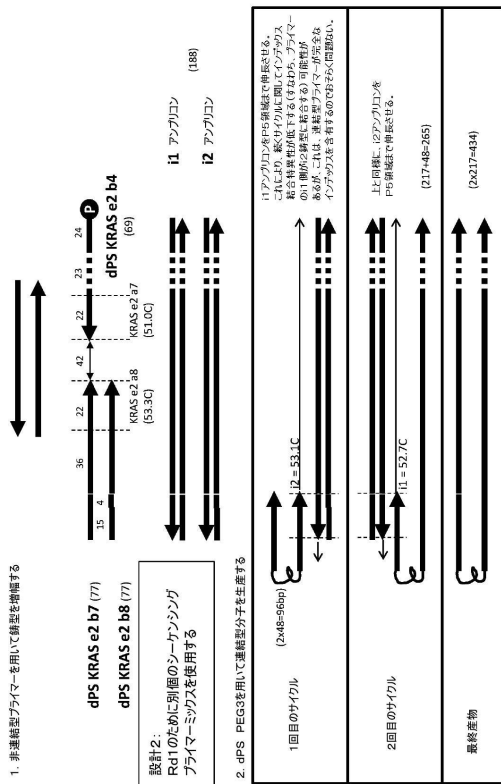 1. 非連結型プライマーを用いて鋳型を増幅する
15
4
36
22
42
22
23
24
dPS KRAS e2 b7 (77)
dPS KRAS e2 b8 (77)
KRAS e2 a8
(53.3C)
KRAS e2 a7
(51.0C)
P
dPS KRAS e2 b4
(69)
設計2:
Rd1のために別個のシーケンシング
プライマーミックスを使用する
i1 アンプリコン
(188)
i2 アンプリコン
2. dPS PEG3を用いて連結型分子を生産する
(2x48=96bp)
1回目のサイクル
i2 = 53.1C
i1アンプリコンをP5領域まで伸長させる。
これにより、続くサイクルに関してインデックス
結合特異性が低下する(すなわち、プライマー
のi1側がi2鋳型に結合する)可能性が
あるが、これは、連結型プライマーが完全な
インデックスを含有するのでおそらく問題ない。
2回目のサイクル
i1 = 52.7C
上と同様に、i2アンプリコンを
P5領域まで伸長させる。
(217+48=265)
最終産物
(2x217=434)